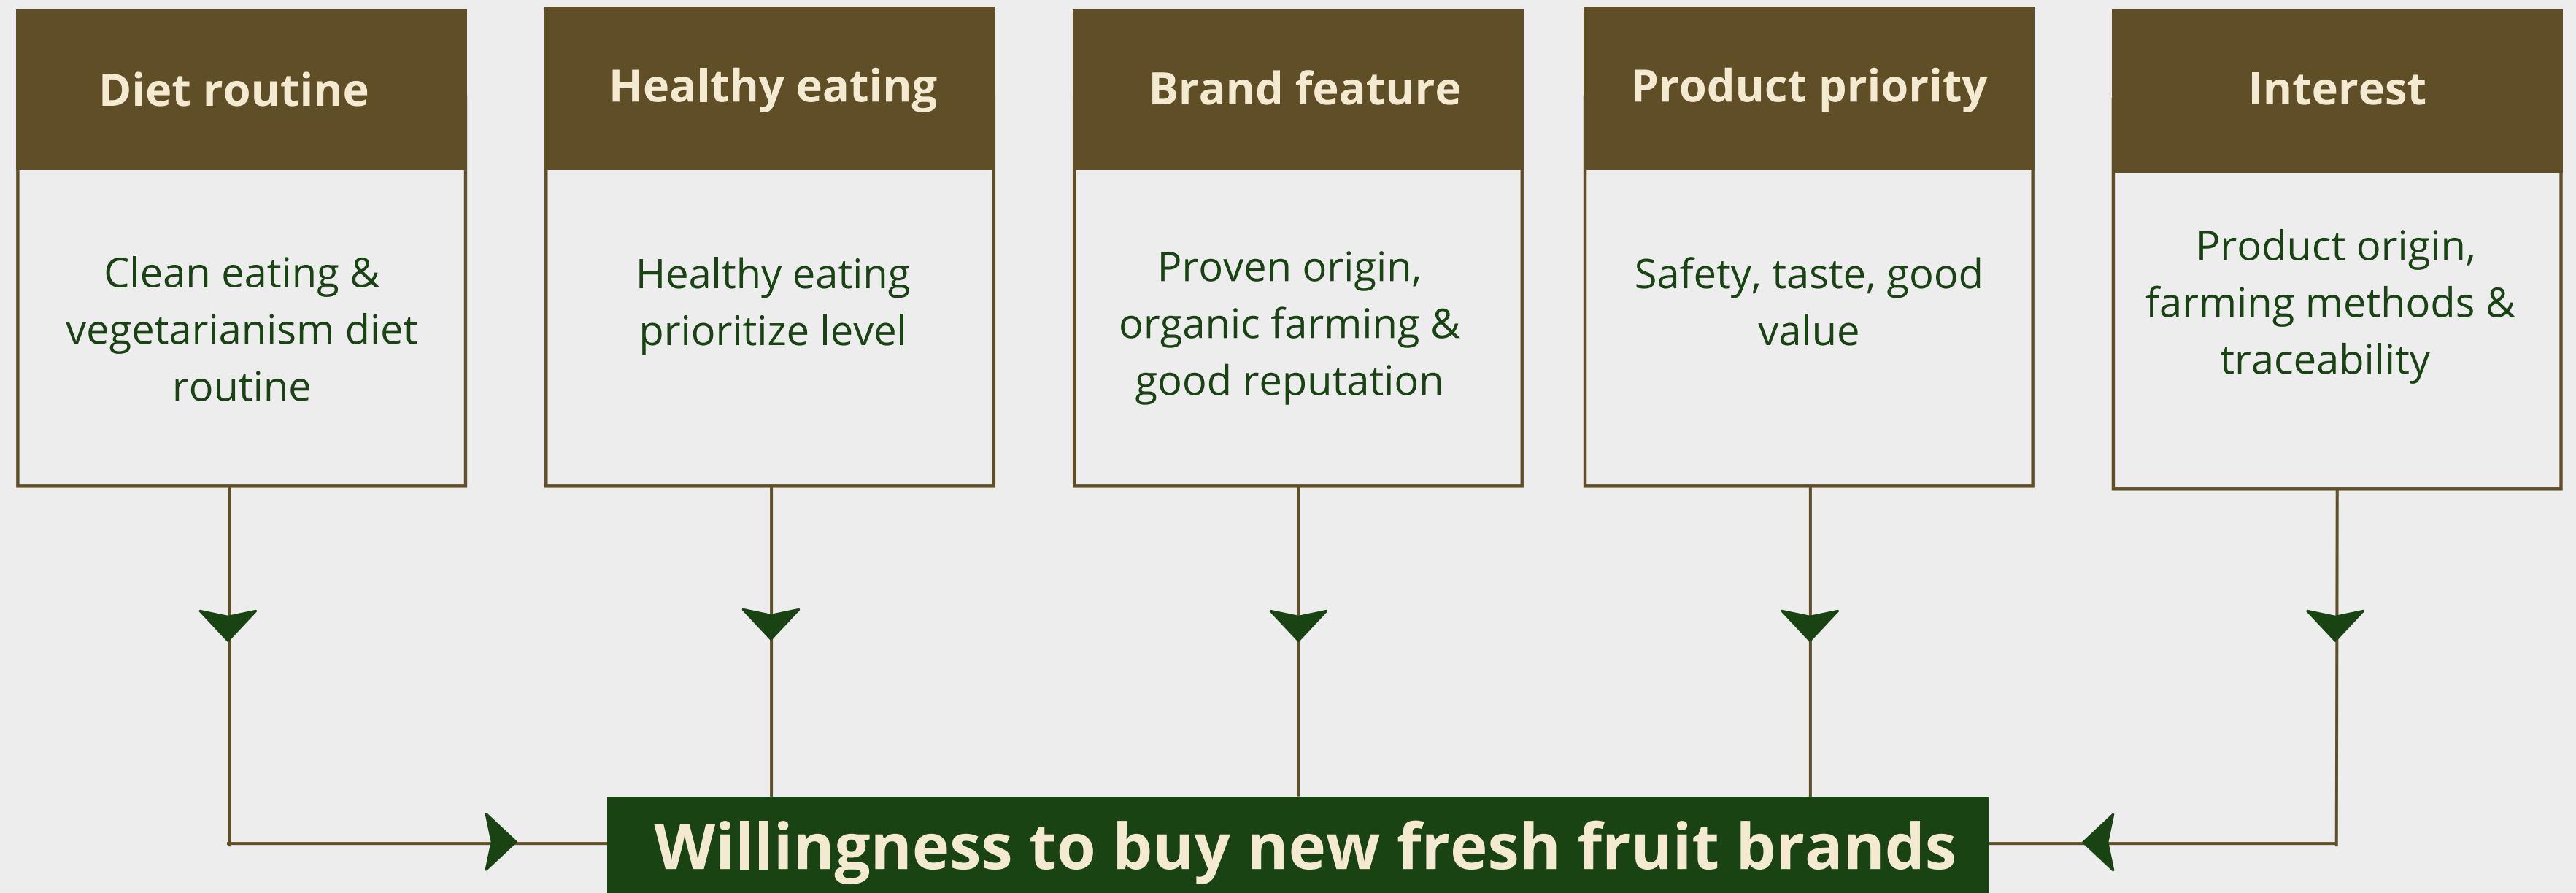 Diet routine
Clean eating &
vegetarianism diet
routine
Healthy eating
Healthy eating
prioritize level
Brand feature
Proven origin,
organic farming &
good reputation
Product priority
Safety, taste, good
value
Interest
Product origin,
farming methods &
traceability
Willingness to buy new fresh fruit brands